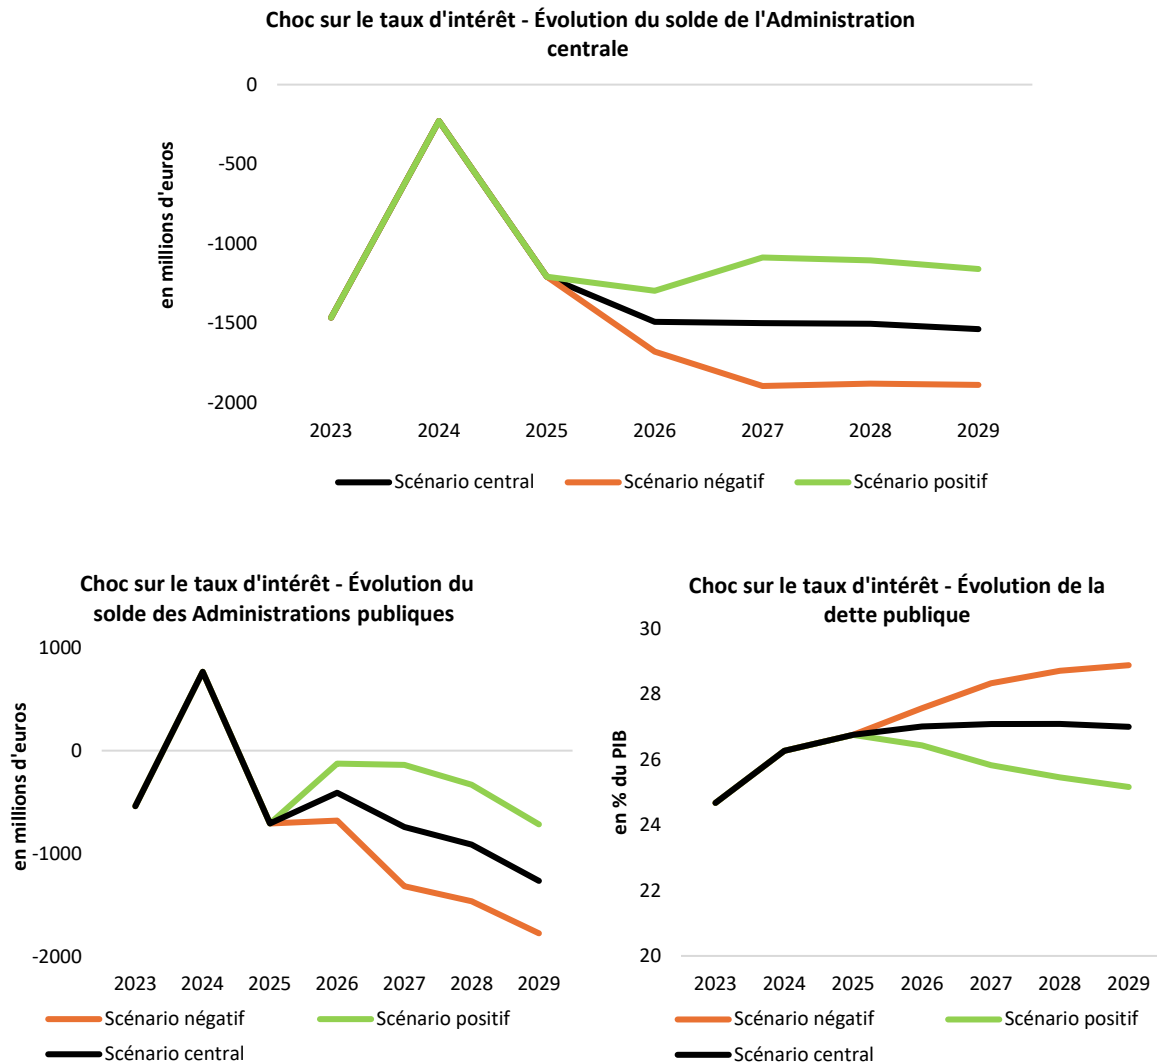 Choc sur le taux d'intérêt - Évolution du solde de l'Administration
centrale
en millions d'euros
0
-500
-1000
-1500
-2000
2023 2024 2025 2026 2027 2028 2029
Scénario central Scénario négatif Scénario positif
Choc sur le taux d'intérêt - Évolution du
solde des Administrations publiques
en millions d'euros
1000
0
-1000
-2000
2023 2024 2025 2026 2027 2028 2029
Scénario négatif Scénario positif
Scénario central
Choc sur le taux d'intérêt - Évolution de la
dette publique
en % du PIB
30
28
26
24
22
20
2023 2024 2025 2026 2027 2028 2029
Scénario négatif Scénario positif
Scénario central